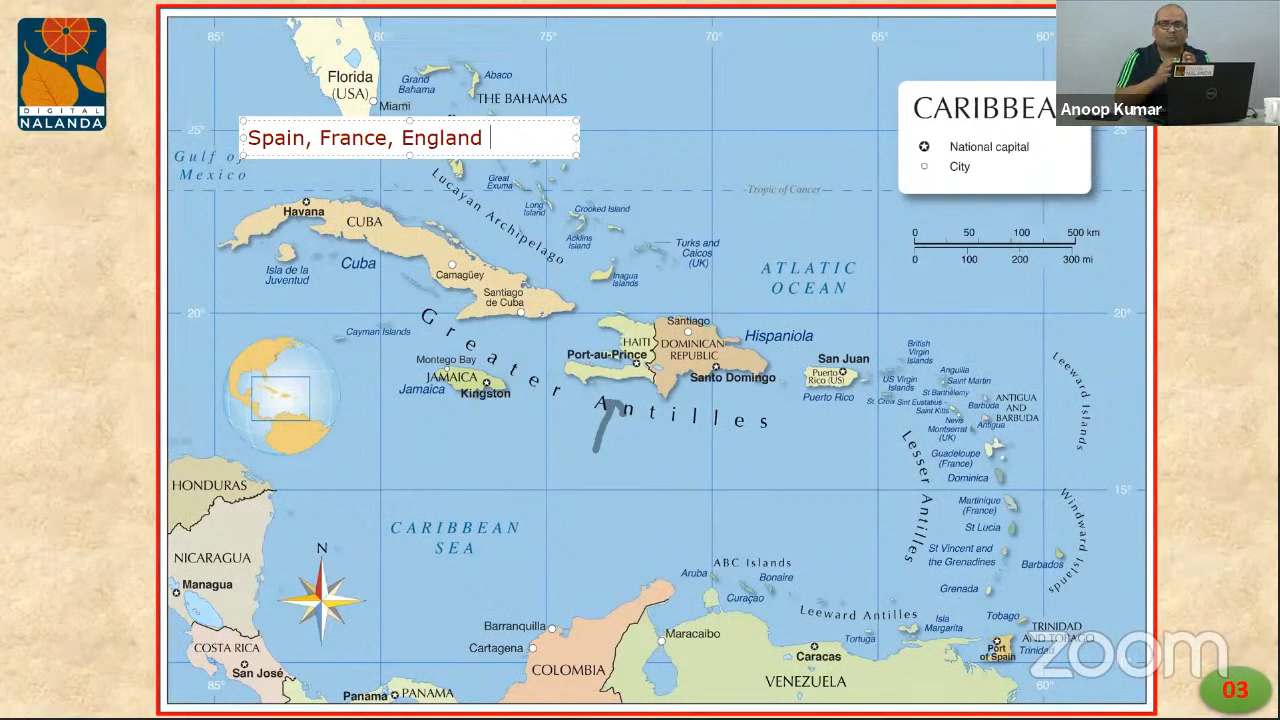 DIGITAL
NALANDA
85°
80°
75°
70°
65°
60°
Florida
(USA)
Miami
Grand
Bahama
Abaco
THE BAHAMAS
CARIBBEA
National capital
City
Anoop Kumar
NALANDA
25°
25°
Spain, France, England
Gulf of
Mexico
Tropic of Cancer
Lucayan Archipelago
Great
Exuma
Long
Island
Crooked Island
Acklins
Island
Turks and
Caicos
(UK)
Inagua
Islands
0 50 100 500 km
0 100 200 300 mi
Havana
CUBA
Isla de la
Juventud
Cuba
Camagüey
Santiago
de Cuba
ATLATIC
OCEAN
20°
Greater Antilles
Cayman Islands
Montego Bay
JAMAICA
Jamaica
Kingston
HAITI
Port-au-Prince
Santiago
DOMINICAN
REPUBLIC
Santo Domingo
Hispaniola
San Juan
Puerto
Rico (US)
Puerto Rico
British
Virgin
Islands
US Virgin
Islands
St. Croix
Anguilla
Saint Martin
St Barthlilemy
Sint Eustatius
Saint Kitts
Nevis
Barbuda
ANTIGUA
AND
BARBUDA
Antigua
Montserrat
(UK)
Guadeloupe
(France)
Dominica
Martinique
(France)
St Lucia
St Vincent and
the Grenadines
Barbados
Grenada
Leeward Islands
Lesser Antilles
Windward Islands
15°
HONDURAS
NICARAGUA
Managua
COSTA RICA
San José
CARIBBEAN
SEA
N
ABC Islands
Aruba
Bonaire
Curaçao
Leeward Antilles
Tortuga
Isla
Margarita
Tobago
TRINIDAD
AND TOBAGO
Trinidad
Port
of Spain
Barranquilla
Cartagena
Maracaibo
Caracas
COLOMBIA
VENEZUELA
Panama
PANAMA
85°
60°
zoom
03